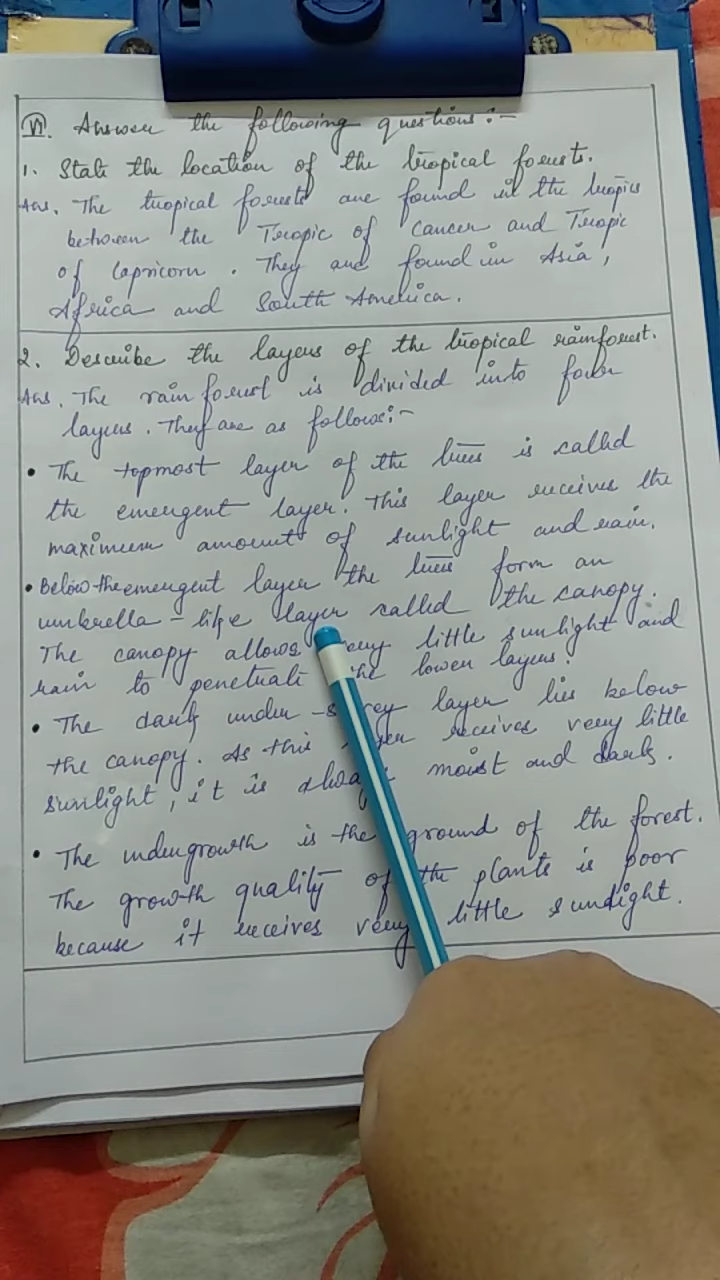 VI. Answer the following questions:-
1. State the location of the tropical forests.
Ans. The tropical forests are found in the tropics
between the Tropic of Cancer and Tropic
of Capricorn. They are found in Asia,
Africa and South America.
2. Describe the layers of the tropical rainforest.
Ans. The rain forest is divided into four
layers. They are as follows:-
• The topmost layer of the trees is called
the emergent layer. This layer receives the
maximum amount of sunlight and rain.
• Below the emergent layer the trees form an
umbrella-like layer called the canopy.
The canopy allows very little sunlight and
rain to penetrate the lower layers.
• The dark under-storey layer lies below
the canopy. As this layer receives very little
sunlight, it is always moist and dark.
• The undergrowth is the ground of the forest.
The growth quality of the plants is poor
because it receives very little sunlight.